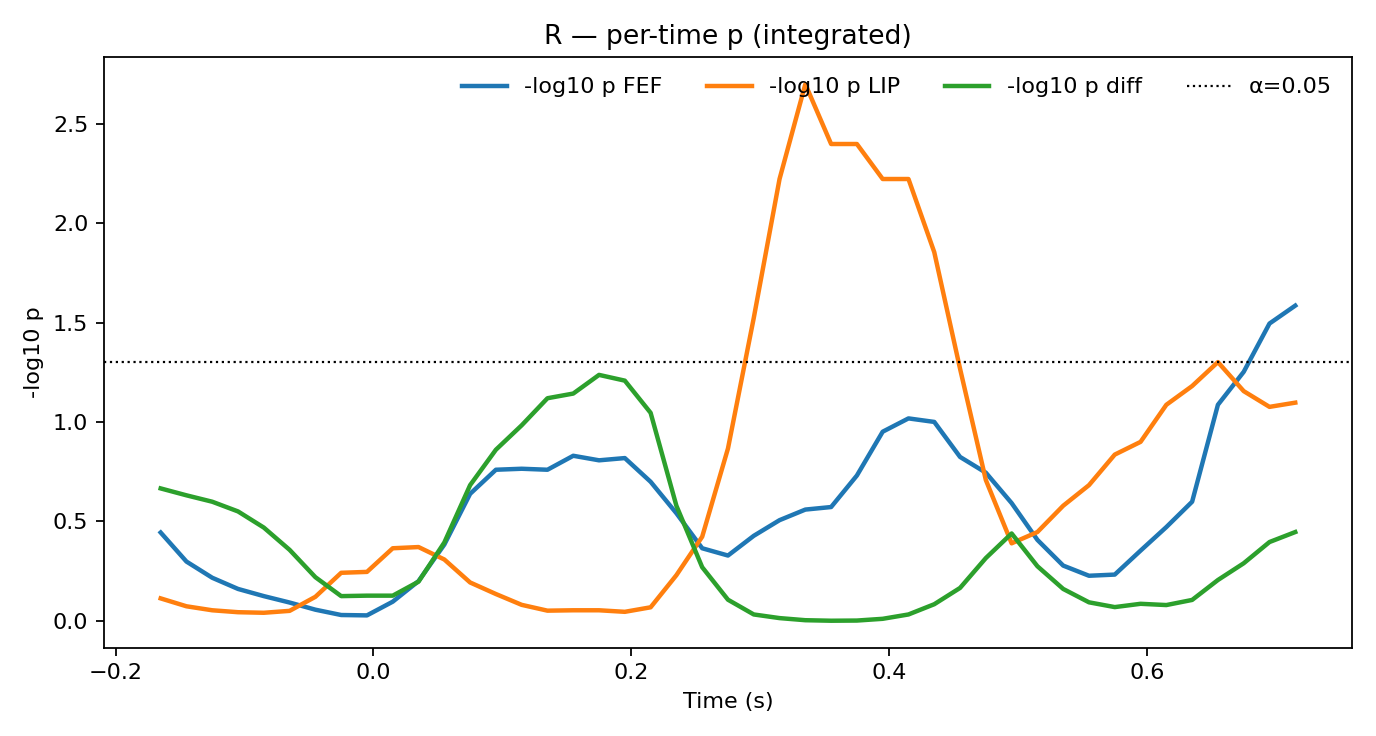 R — per-time p (integrated)
-log10 p FEF
-log10 p LIP
-log10 p diff
α=0.05
-log10 p
2.5
2.0
1.5
1.0
0.5
0.0
−0.2
0.0
0.2
0.4
0.6
Time (s)